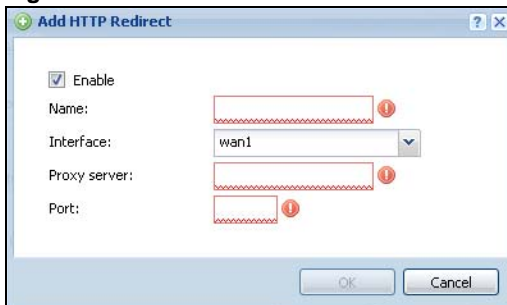 Add HTTP Redirect
Enable
Name:
Interface: wan1
Proxy server:
Port:
OK Cancel